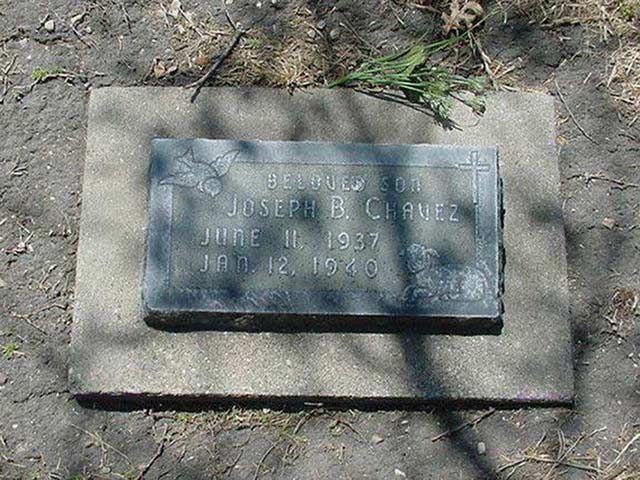 BELOVED SON
JOSEPH B. CHAVEZ
JUNE 11, 1937
JAN. 12, 1940